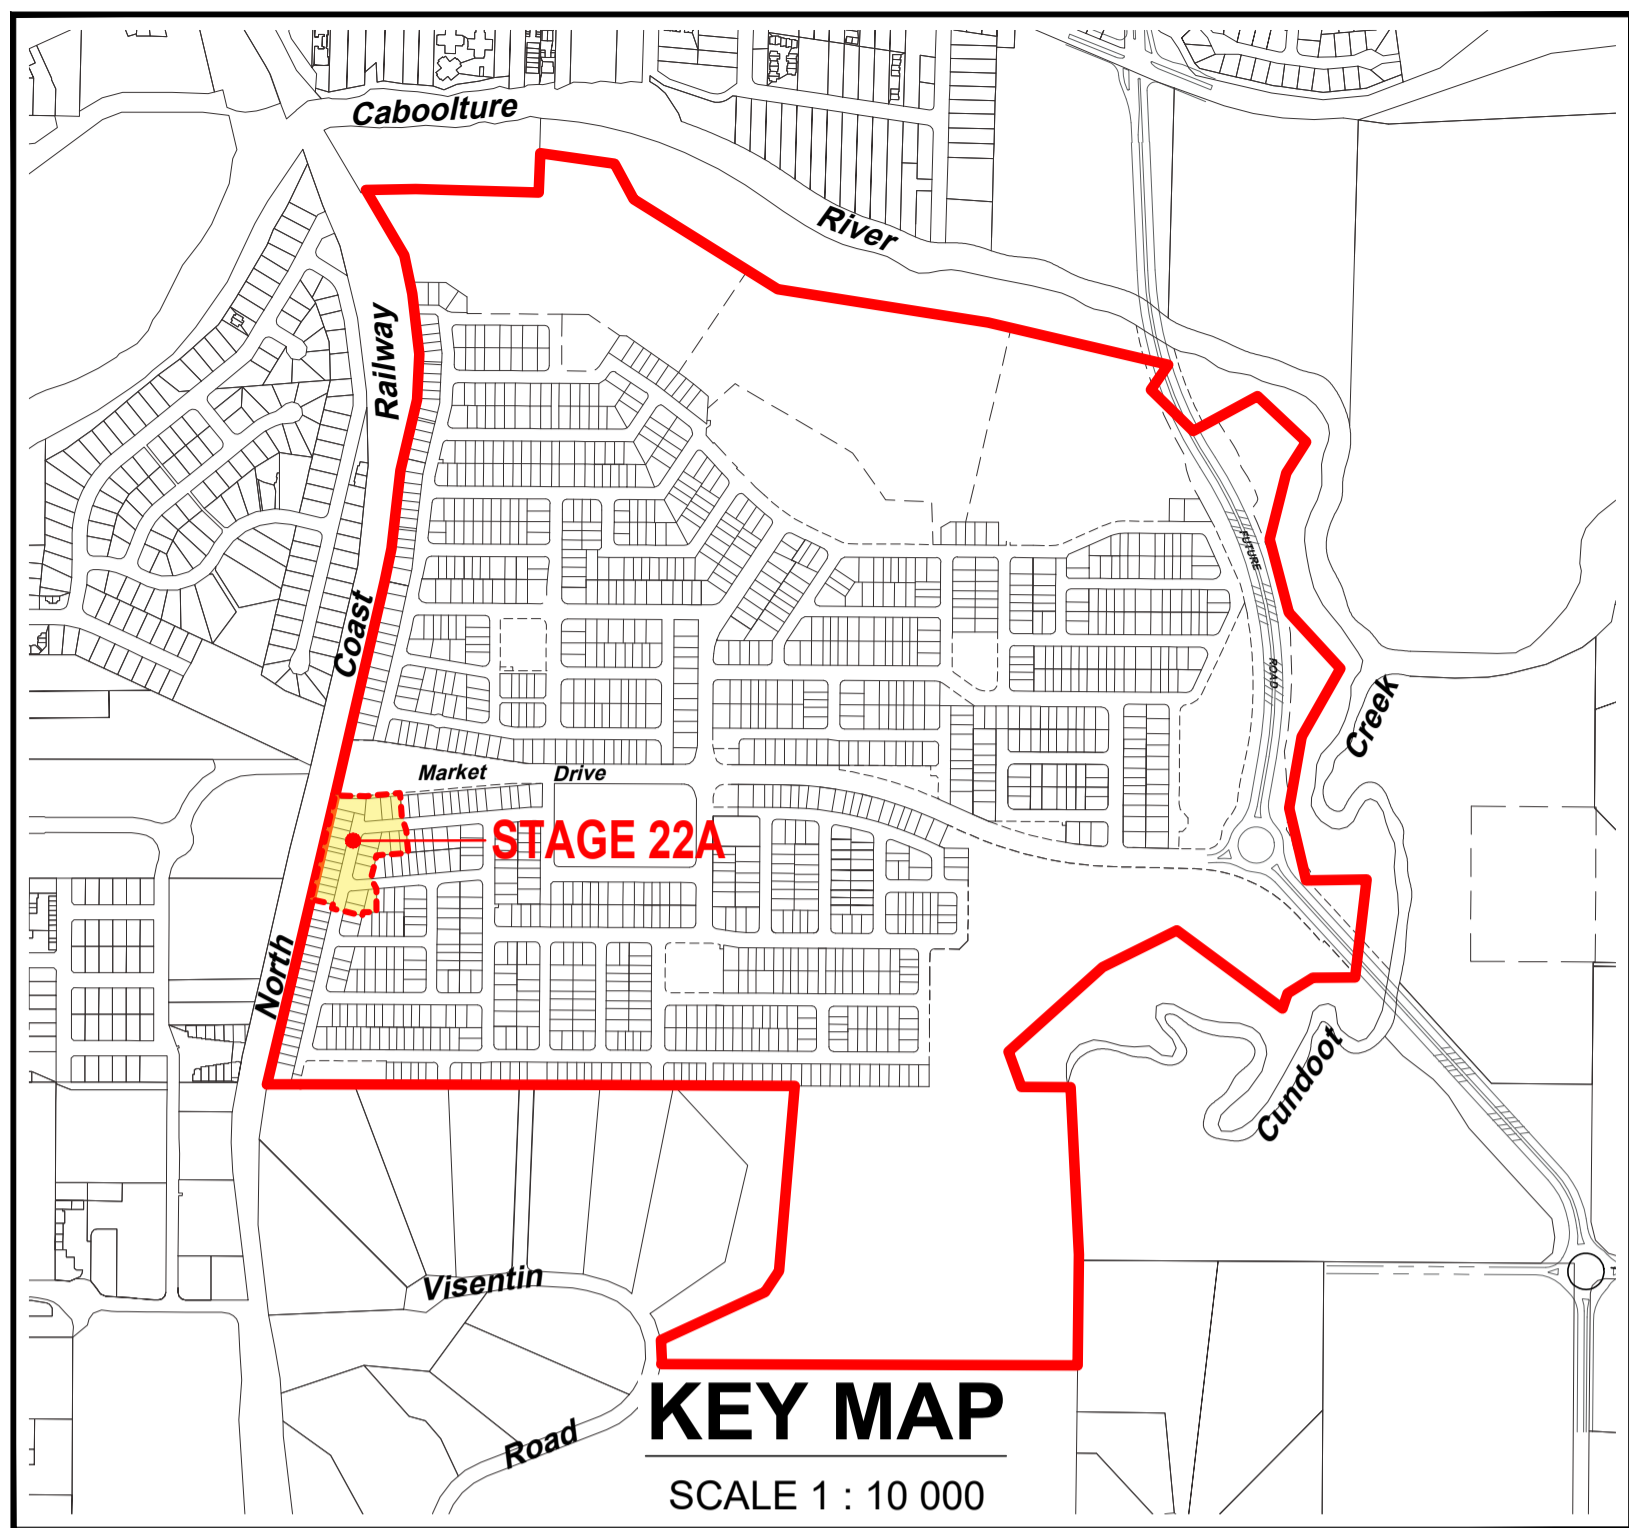 Caboolture
River
Railway
Coast
North
FUTURE
ROAD
Creek
Market Drive
STAGE 22A
Cundoot
Visentin
Road
KEY MAP
SCALE 1 : 10 000